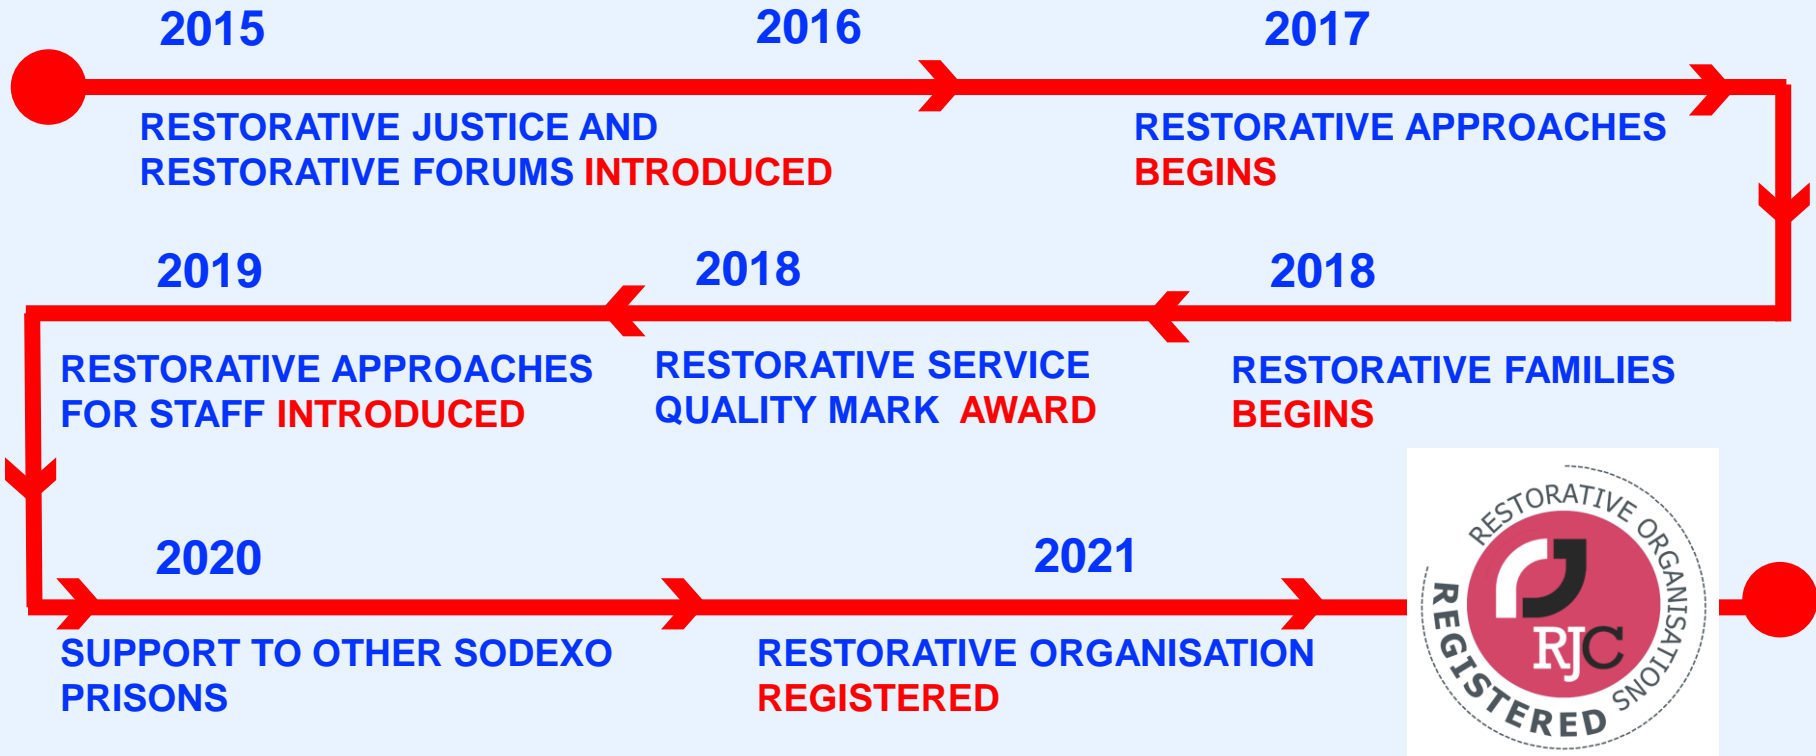 2015
2016
2017
RESTORATIVE JUSTICE AND
RESTORATIVE FORUMS INTRODUCED
RESTORATIVE APPROACHES
BEGINS
2018
RESTORATIVE FAMILIES
BEGINS
2018
RESTORATIVE SERVICE
QUALITY MARK AWARD
2019
RESTORATIVE APPROACHES
FOR STAFF INTRODUCED
2020
SUPPORT TO OTHER SODEXO
PRISONS
2021
RESTORATIVE ORGANISATION
REGISTERED
RESTORATIVE ORGANISATIONS
RJC
REGISTERED